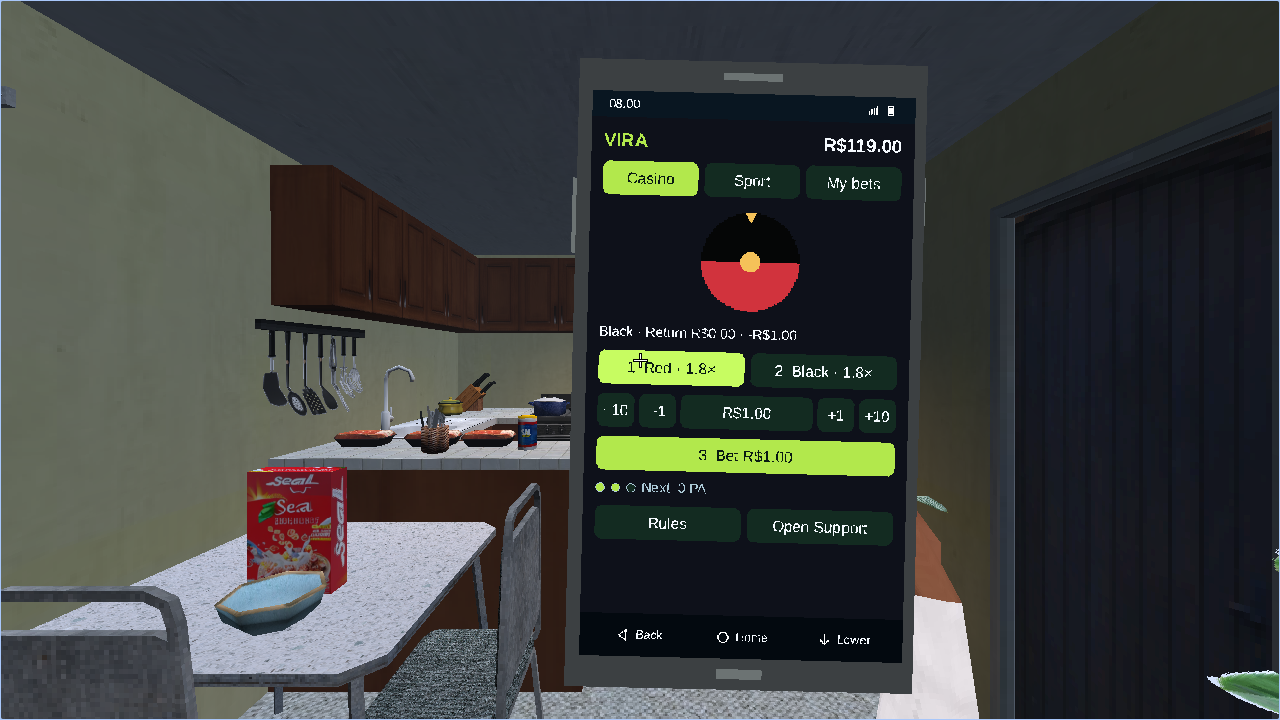 08.00
VIRA
R$119.00
Casino
Sport
My bets
Black · Return R$0.00 · -R$1.00
1 Red · 1.8×
2 Black · 1.8×
-10
-1
R$1.00
+1
+10
3 Bet R$1.00
Next
Rules
Open Support
Back
Home
Lower
Seal
Sera
Seal